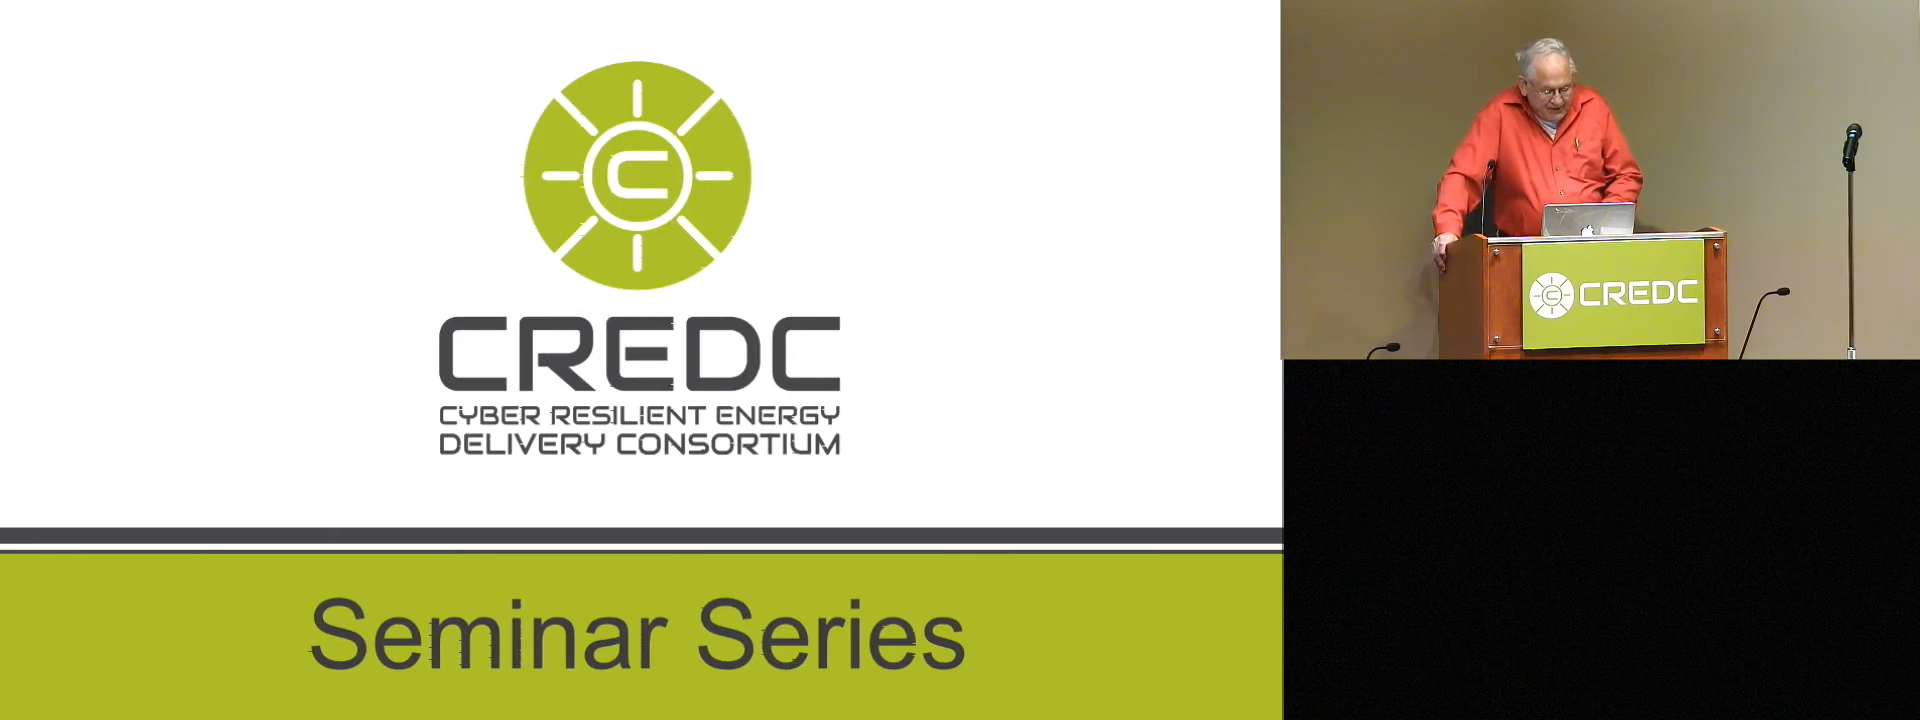 C
CREDC
CYBER RESILIENT ENERGY
DELIVERY CONSORTIUM
Seminar Series
C CREDC